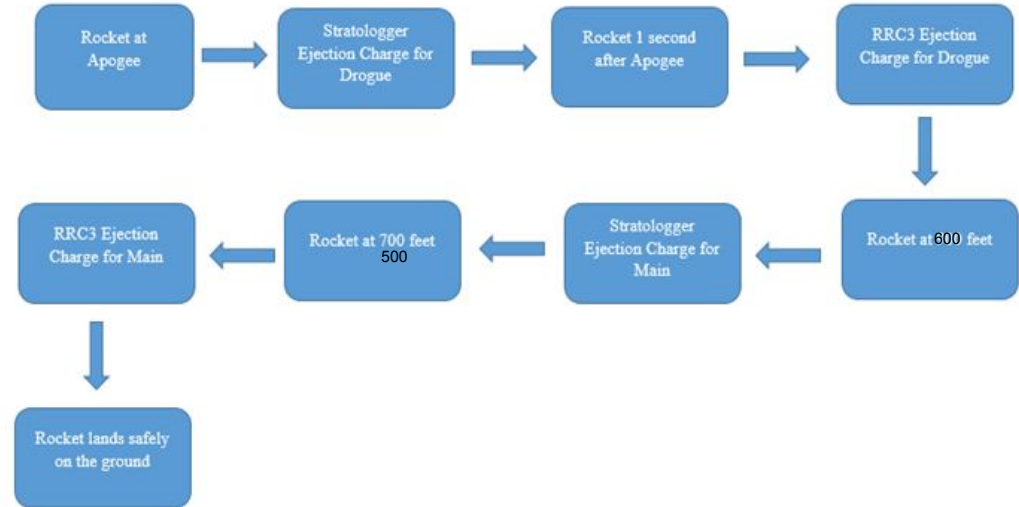 Rocket at
Apogee
Stratologger
Ejection Charge for
Drogue
Rocket 1 second
after Apogee
RRC3 Ejection
Charge for Drogue
Rocket at 600 feet
Stratologger
Ejection Charge for
Main
Rocket at 700 feet
500
RRC3 Ejection
Charge for Main
Rocket lands safely
on the ground